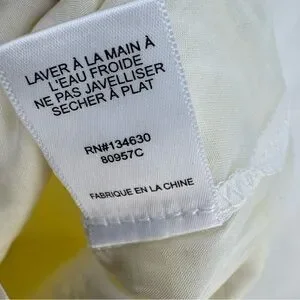 LAVER À LA MAIN À
L'EAU FROIDE
NE PAS JAVELLISER
SECHER À PLAT
RN#134630
80957C
FABRIQUE EN LA CHINE